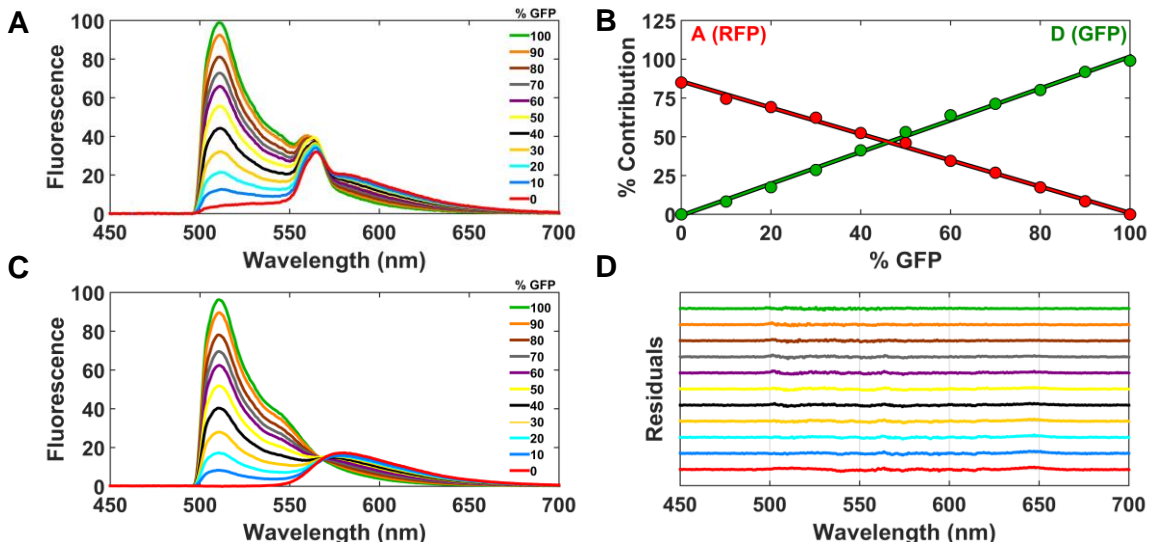 A
Fluorescence
100
80
60
40
20
0
450 500 550 600 650 700
Wavelength (nm)
% GFP
100
90
80
70
60
50
40
30
20
10
0
B
A (RFP) D (GFP)
% Contribution
125
100
75
50
25
0
0 20 40 60 80 100
% GFP
C
Fluorescence
100
80
60
40
20
0
450 500 550 600 650 700
Wavelength (nm)
% GFP
100
90
80
70
60
50
40
30
20
10
0
D
Residuals
450 500 550 600 650 700
Wavelength (nm)